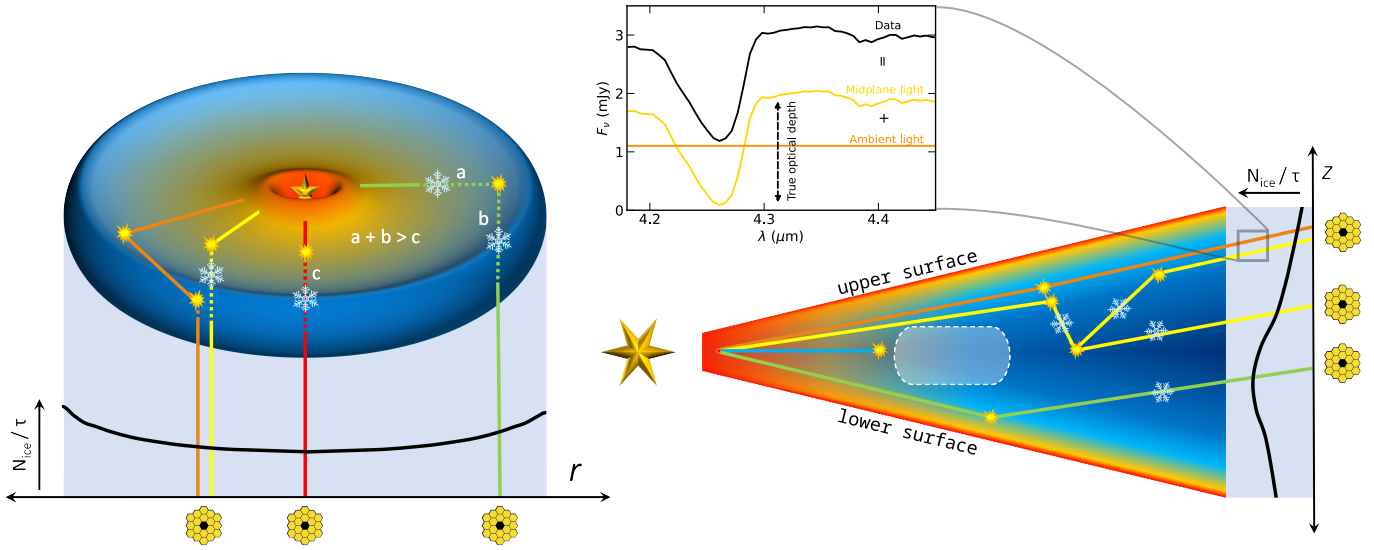 a
b
a + b > c
c
N_ice / τ
r
3
2
1
0
F_ν (mJy)
4.2 4.3 4.4
λ (μm)
Data
=
Midplane light
+
Ambient light
True optical depth
upper surface
lower surface
N_ice / τ
Z